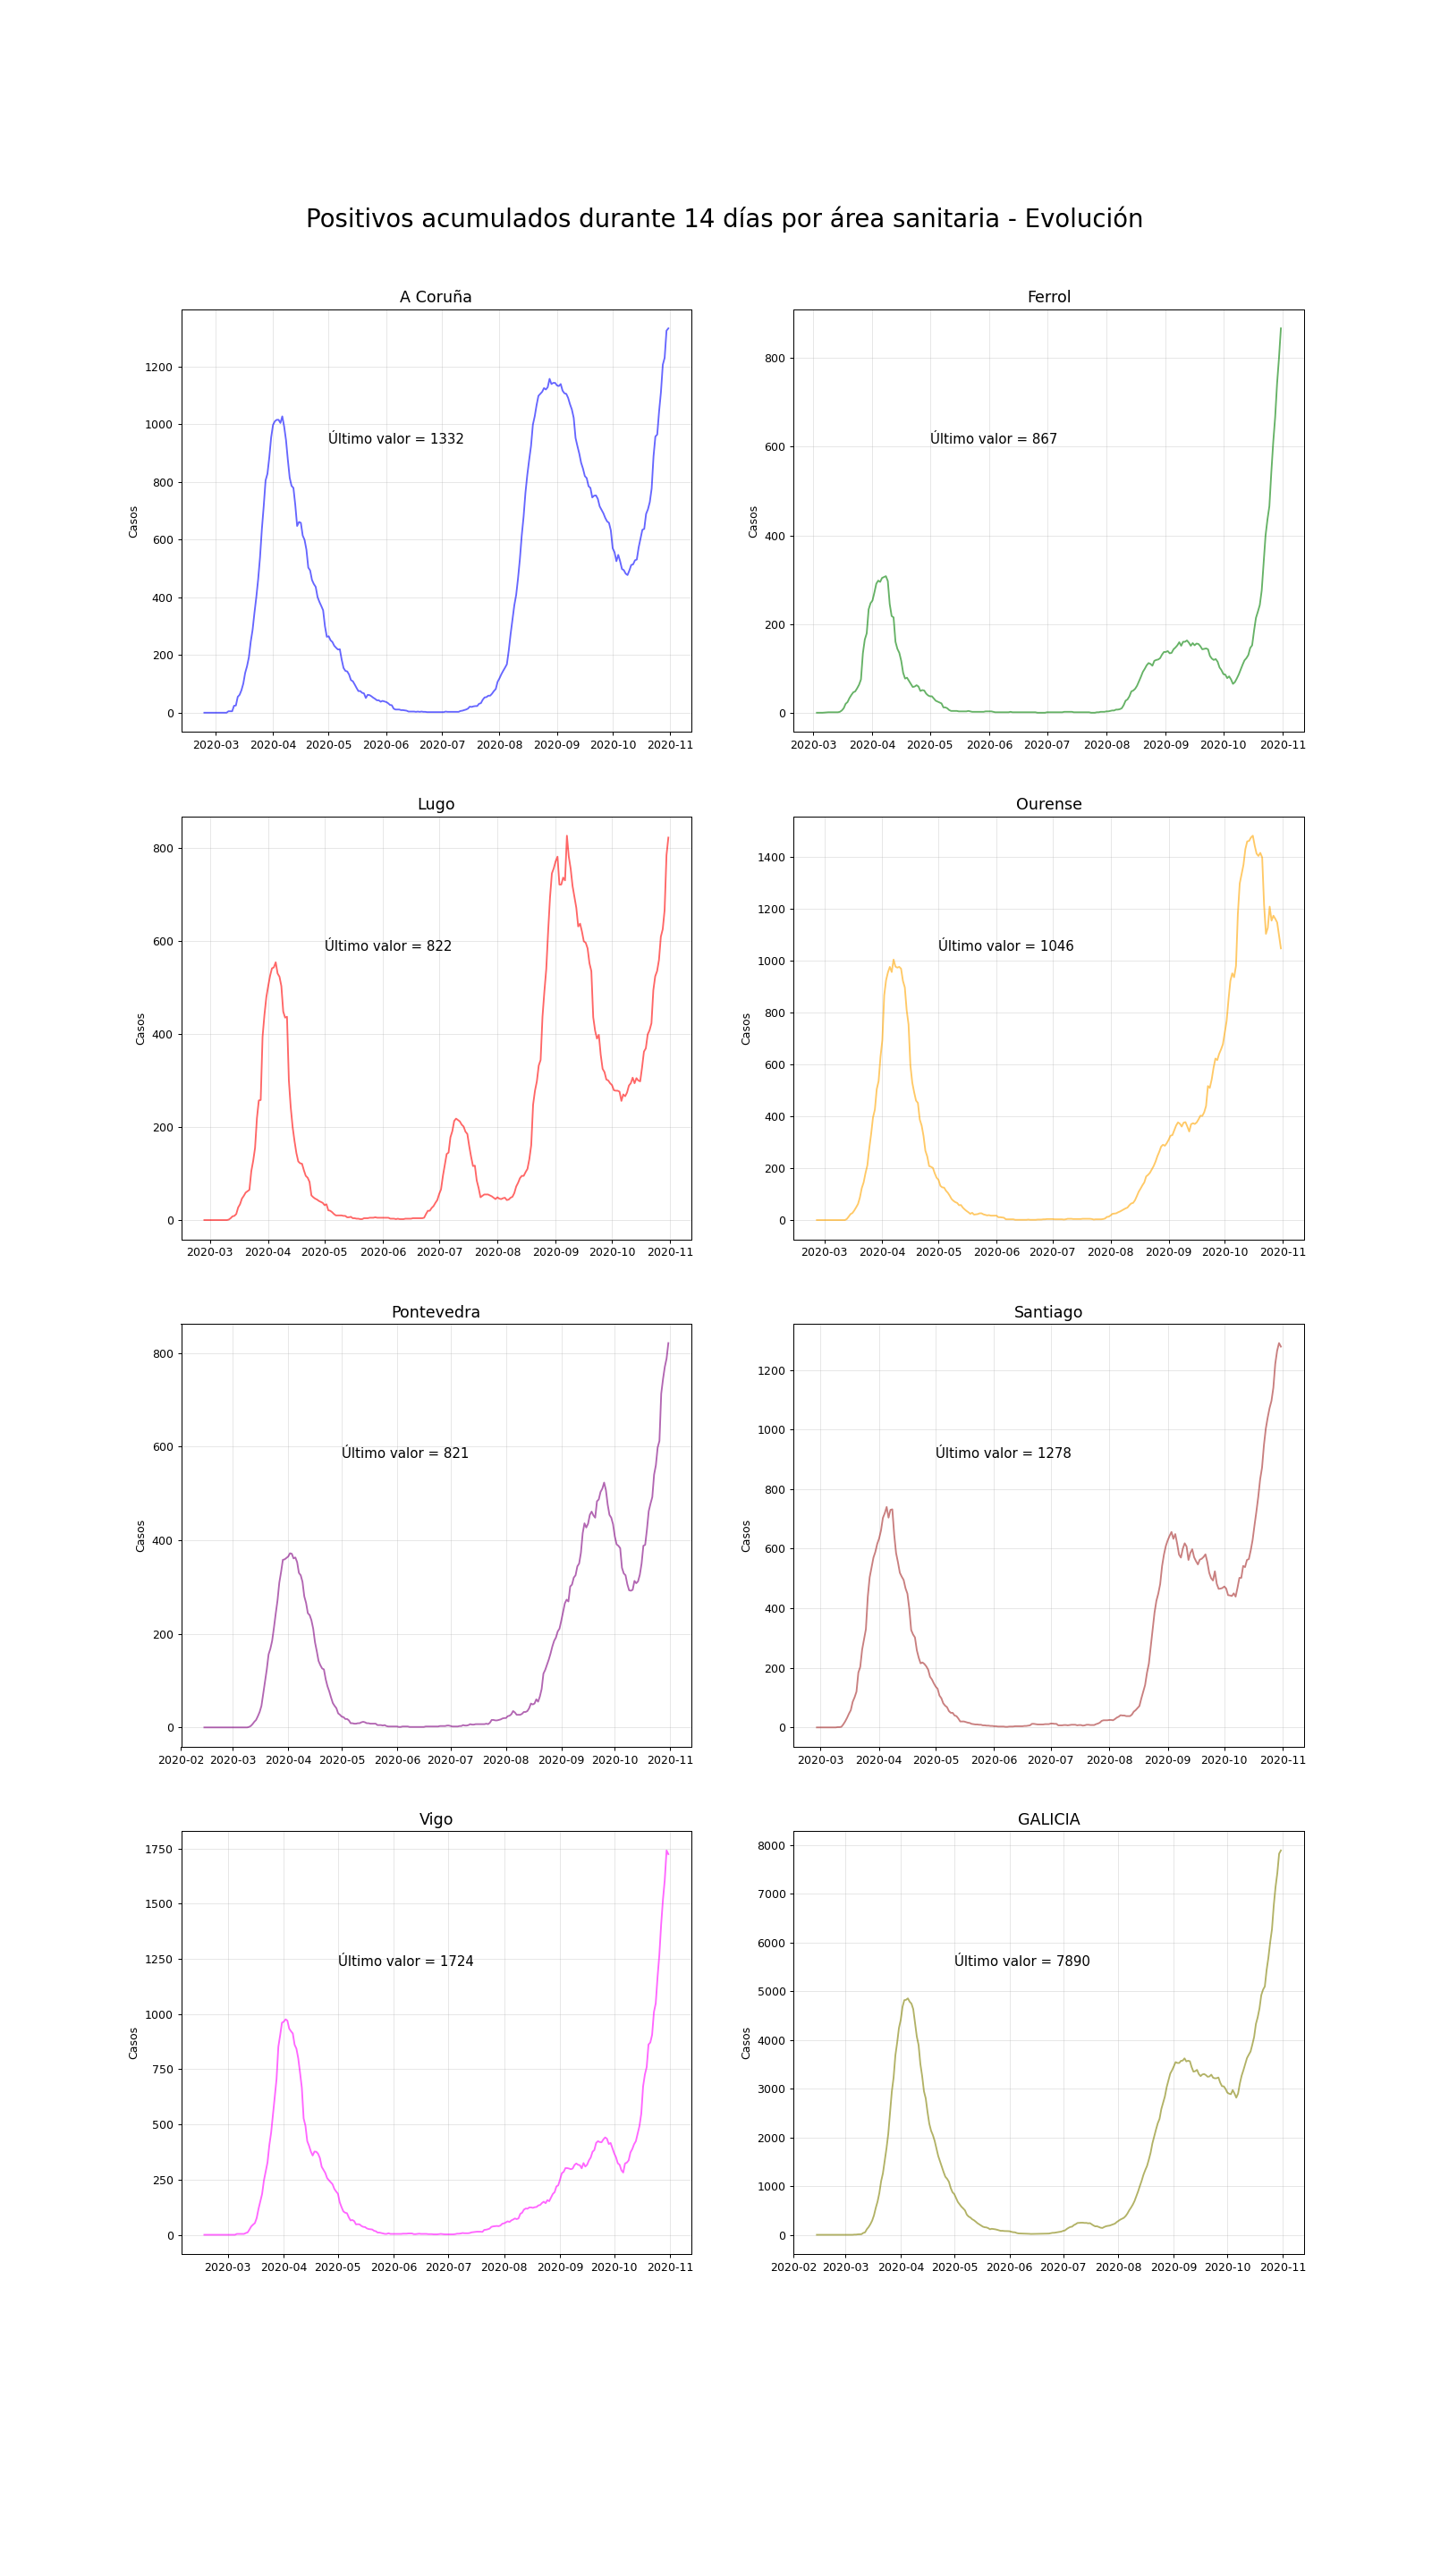 Positivos acumulados durante 14 días por área sanitaria - Evolución
A Coruña
Casos
1200
1000
800
600
400
200
0
Último valor = 1332
2020-03 2020-04 2020-05 2020-06 2020-07 2020-08 2020-09 2020-10 2020-11
Ferrol
Casos
800
600
400
200
0
Último valor = 867
2020-03 2020-04 2020-05 2020-06 2020-07 2020-08 2020-09 2020-10 2020-11
Lugo
Casos
800
600
400
200
0
Último valor = 822
2020-03 2020-04 2020-05 2020-06 2020-07 2020-08 2020-09 2020-10 2020-11
Ourense
Casos
1400
1200
1000
800
600
400
200
0
Último valor = 1046
2020-03 2020-04 2020-05 2020-06 2020-07 2020-08 2020-09 2020-10 2020-11
Pontevedra
Casos
800
600
400
200
0
Último valor = 821
2020-02 2020-03 2020-04 2020-05 2020-06 2020-07 2020-08 2020-09 2020-10 2020-11
Santiago
Casos
1200
1000
800
600
400
200
0
Último valor = 1278
2020-03 2020-04 2020-05 2020-06 2020-07 2020-08 2020-09 2020-10 2020-11
Vigo
Casos
1750
1500
1250
1000
750
500
250
0
Último valor = 1724
2020-03 2020-04 2020-05 2020-06 2020-07 2020-08 2020-09 2020-10 2020-11
GALICIA
Casos
8000
7000
6000
5000
4000
3000
2000
1000
0
Último valor = 7890
2020-02 2020-03 2020-04 2020-05 2020-06 2020-07 2020-08 2020-09 2020-10 2020-11